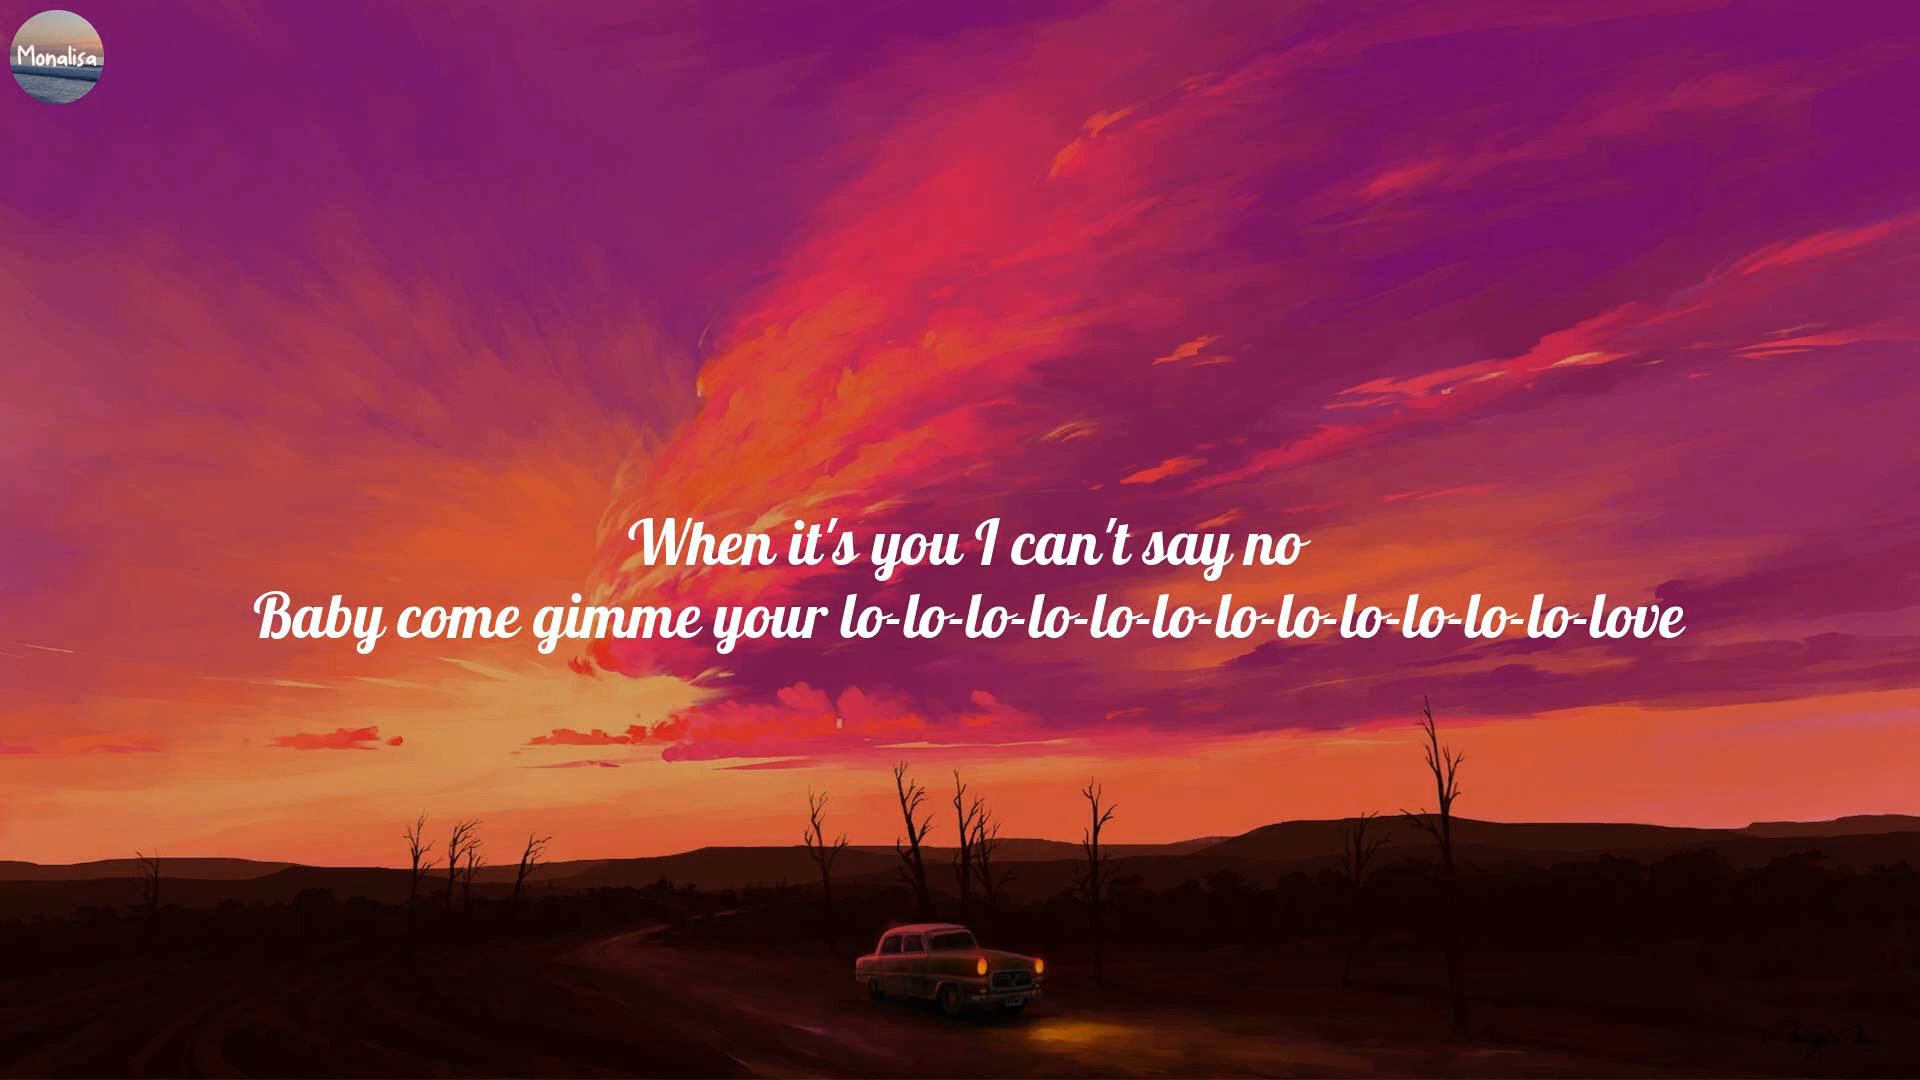 Monalisa
When it's you I can't say no
Baby come gimme your lo-lo-lo-lo-lo-lo-lo-lo-lo-lo-lo-lo-love